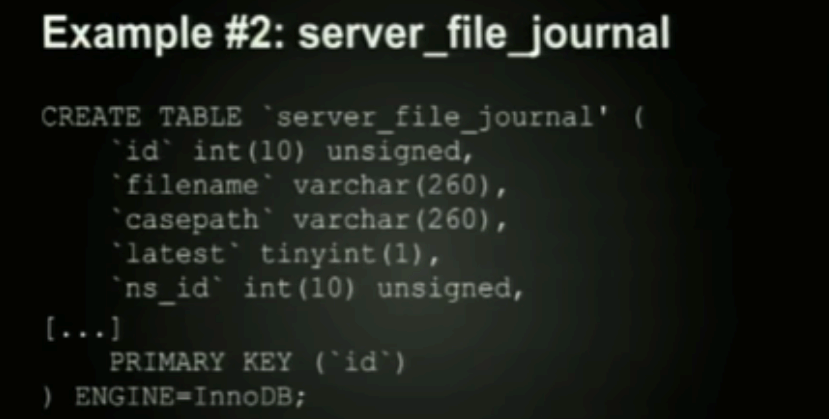 Example #2: server_file_journal
CREATE TABLE `server_file_journal' (
`id` int(10) unsigned,
`filename` varchar(260),
`casepath` varchar(260),
`latest` tinyint(1),
`ns_id` int(10) unsigned,
[...]
PRIMARY KEY (`id`)
) ENGINE=InnoDB;